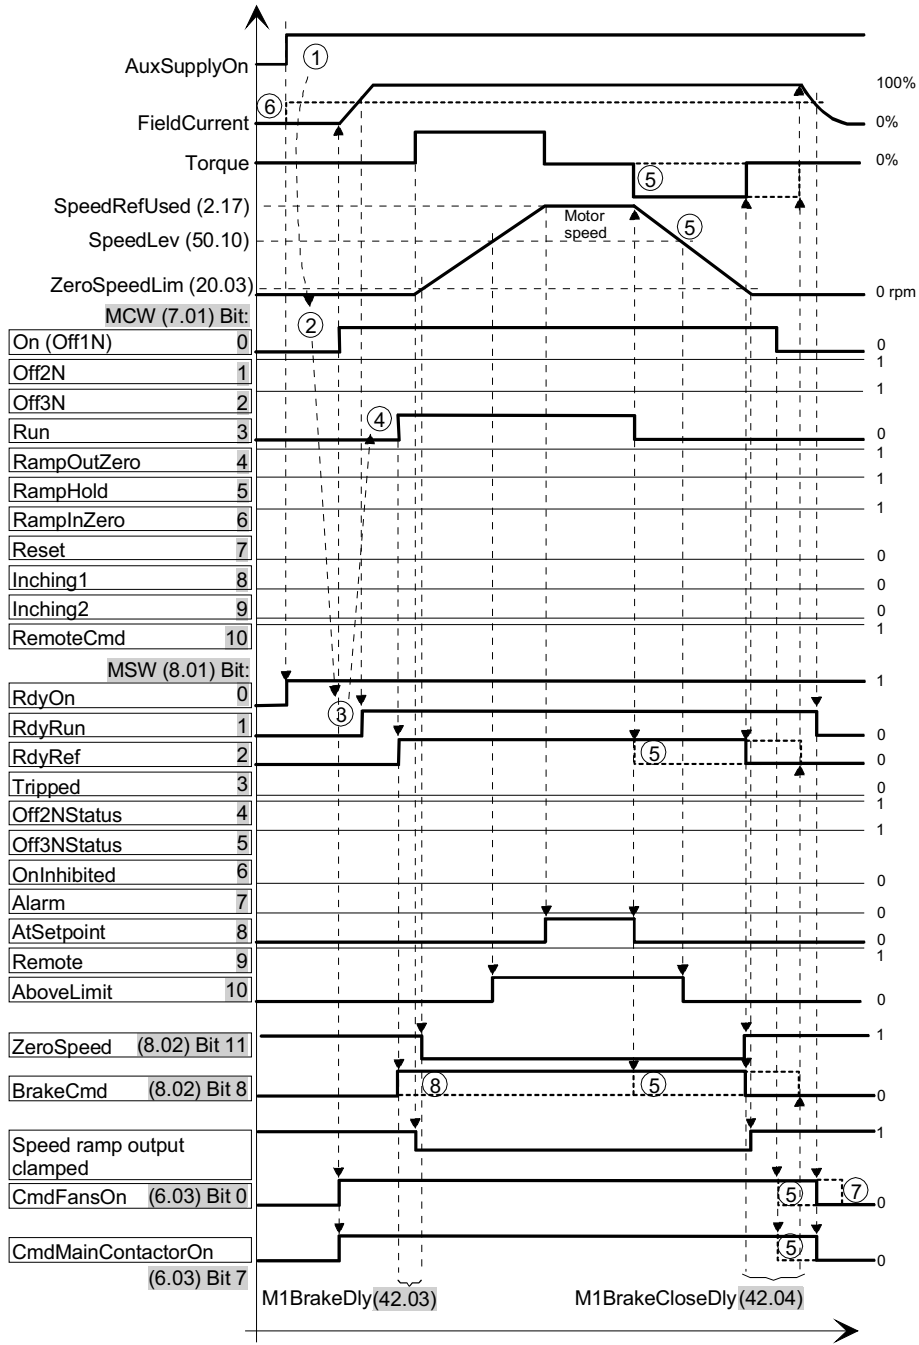 AuxSupplyOn
①
100%
⑥
FieldCurrent 0%
Torque 0%
⑤
SpeedRefUsed (2.17)
Motor
speed
⑤
SpeedLev (50.10)
ZeroSpeedLim (20.03) 0 rpm
MCW (7.01) Bit:
②
On (Off1N) 0 0
1
Off2N 1
1
Off3N 2
Run 3 ④ 0
1
RampOutZero 4
1
RampHold 5
1
RampInZero 6
Reset 7 0
Inching1 8 0
Inching2 9 0
RemoteCmd 10 1
MSW (8.01) Bit:
RdyOn 0 1
③
RdyRun 1 0
RdyRef 2 ⑤ 0
Tripped 3 0
1
Off2NStatus 4
1
Off3NStatus 5
OnInhibited 6 0
Alarm 7 0
AtSetpoint 8 0
1
Remote 9
AboveLimit 10 0
ZeroSpeed (8.02) Bit 11 1
BrakeCmd (8.02) Bit 8 ⑧ ⑤ 0
Speed ramp output 1
clamped
CmdFansOn (6.03) Bit 0 ⑤ ⑦ 0
CmdMainContactorOn ⑤ 0
(6.03) Bit 7
M1BrakeDly (42.03) M1BrakeCloseDly (42.04)